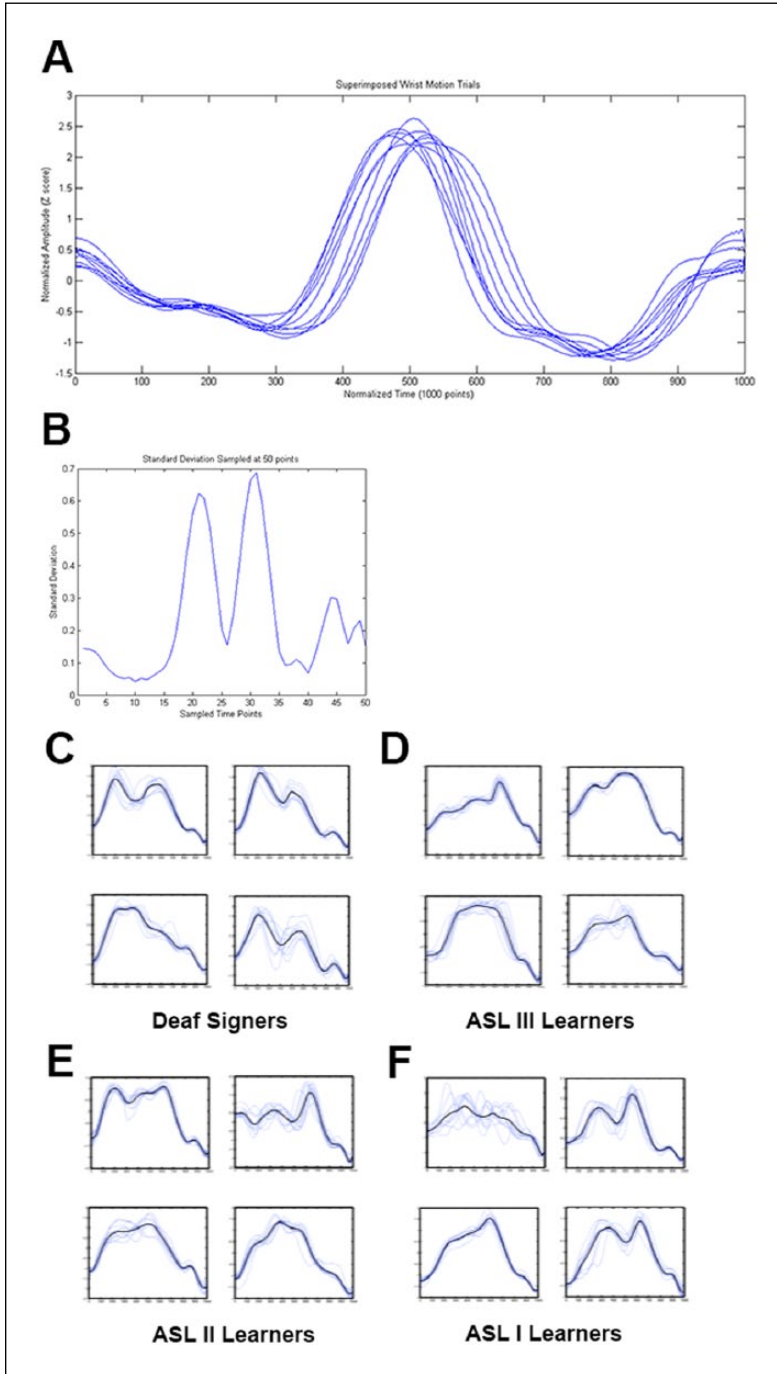 A
Superimposed Wrist Motion Trials
3
2.5
2
1.5
1
0.5
0
-0.5
-1
-1.5
Normalized Amplitude (Z score)
0 100 200 300 400 500 600 700 800 900 1000
Normalized Time (1000 points)
B
Standard Deviation Sampled at 50 points
0.7
0.6
0.5
0.4
0.3
0.2
0.1
0
Standard Deviation
0 5 10 15 20 25 30 35 40 45 50
Sampled Time Points
C
D
Deaf Signers
ASL III Learners
E
F
ASL II Learners
ASL I Learners